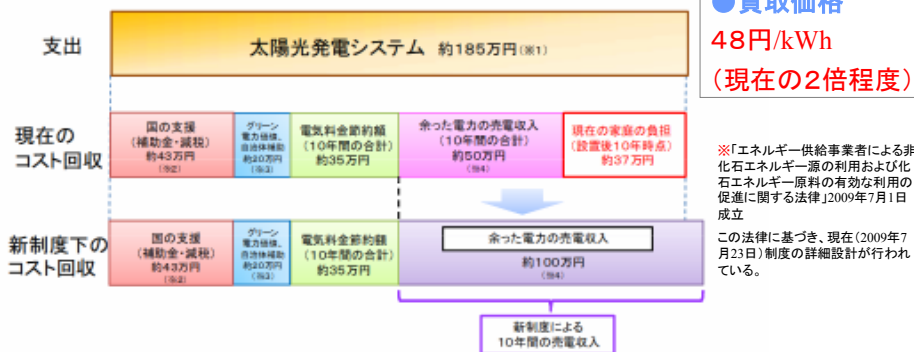 ●買取価格
48円/kWh
(現在の2倍程度)
支出
太陽光発電システム 約185万円(※1)
現在の
コスト回収
国の支援
(補助金・減税)
約43万円
(※2)
グリーン
電力価値、
自治体補助
約20万円
(※3)
電気料金節約額
(10年間の合計)
約35万円
余った電力の売電収入
(10年間の合計)
約50万円
(※4)
現在の家庭の負担
(設置後10年時点)
約37万円
新制度下の
コスト回収
国の支援
(補助金・減税)
約43万円
(※2)
グリーン
電力価値、
自治体補助
約20万円
(※3)
電気料金節約額
(10年間の合計)
約35万円
余った電力の売電収入
約100万円
(※4)
新制度による
10年間の売電収入
※「エネルギー供給事業者による非
化石エネルギー源の利用および化
石エネルギー原料の有効な利用の
促進に関する法律」2009年7月1日
成立
この法律に基づき、現在(2009年7
月23日)制度の詳細設計が行われ
ている。